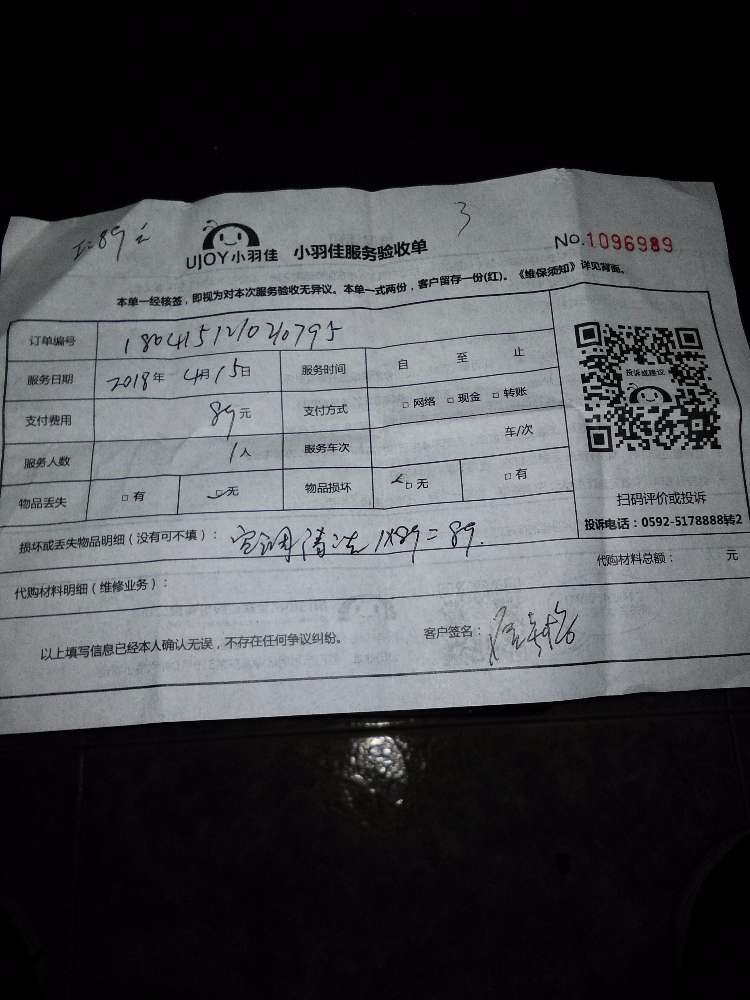 89元
3
UJOY小羽佳 小羽佳服务验收单 No.1096989
本单一经核签，即视为对本次服务验收无异议。本单一式两份，客户留存一份(红)。《维保须知》详见背面。
订单编号
服务日期 2018年4月15日 服务时间 自 至 止
投诉或建议
支付费用 89元 支付方式 □网络 □现金 □转账
服务人数 1人 服务车次 车/次
物品丢失 □有 □无 物品损坏 □无 □有
扫码评价或投诉
投诉电话：0592-5178888转2
损坏或丢失物品明细（没有可不填）： 空调清洗 1×89=89.
代购材料明细（维修业务）： 代购材料总额： 元
以上填写信息已经本人确认无误，不存在任何争议纠纷。 客户签名：